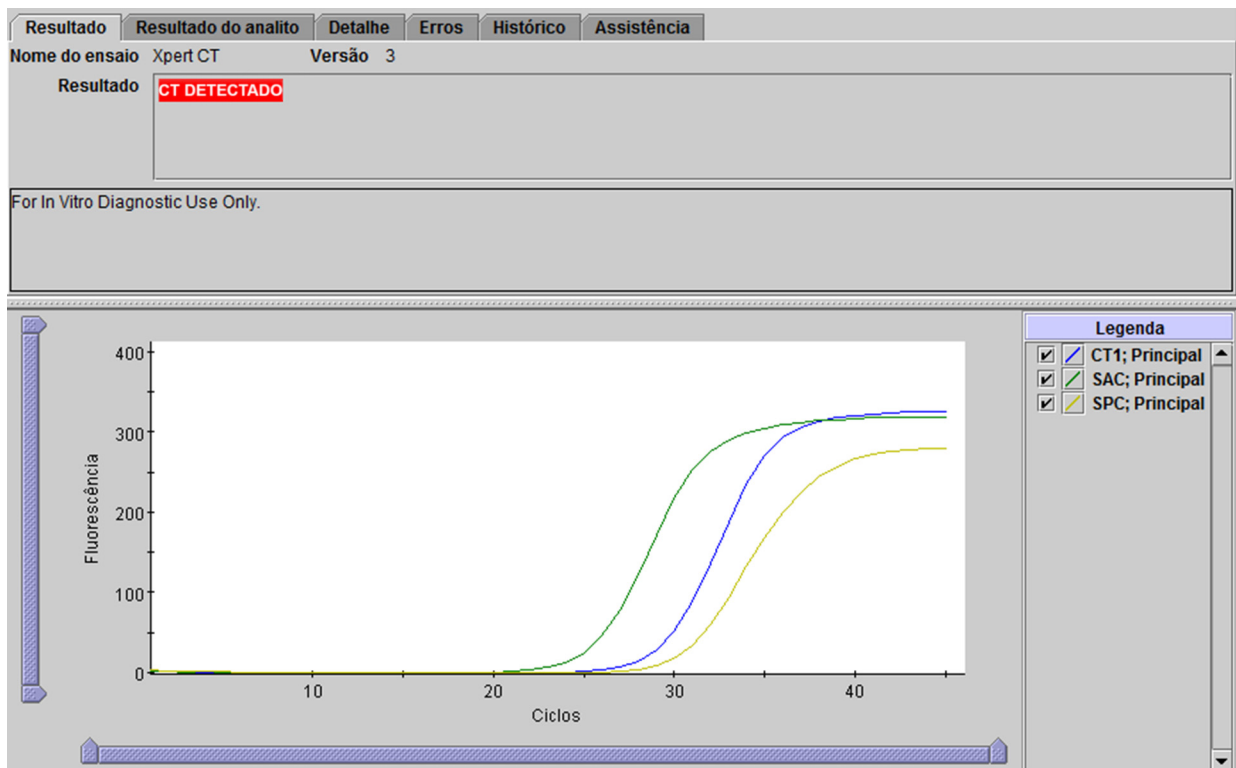 Resultado Resultado do analito Detalhe Erros Histórico Assistência
Nome do ensaio Xpert CT Versão 3
Resultado CT DETECTADO
For In Vitro Diagnostic Use Only.
Legenda
CT1; Principal
SAC; Principal
SPC; Principal
Fluorescência
400
300
200
100
0
10 20 30 40
Ciclos